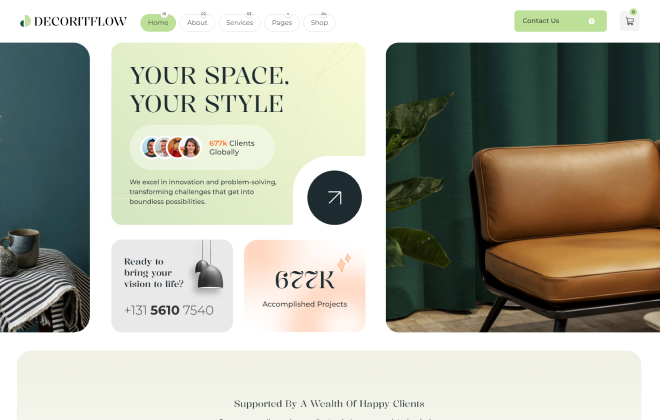 DECORITFLOW
Home
About
Services
Pages
Shop
Contact Us
YOUR SPACE,
YOUR STYLE
677k Clients
Globally
We excel in innovation and problem-solving,
transforming challenges that get into
boundless possibilities.
Ready to
bring your
vision to life?
+131 5610 7540
677K
Accomplished Projects
Supported By A Wealth Of Happy Clients